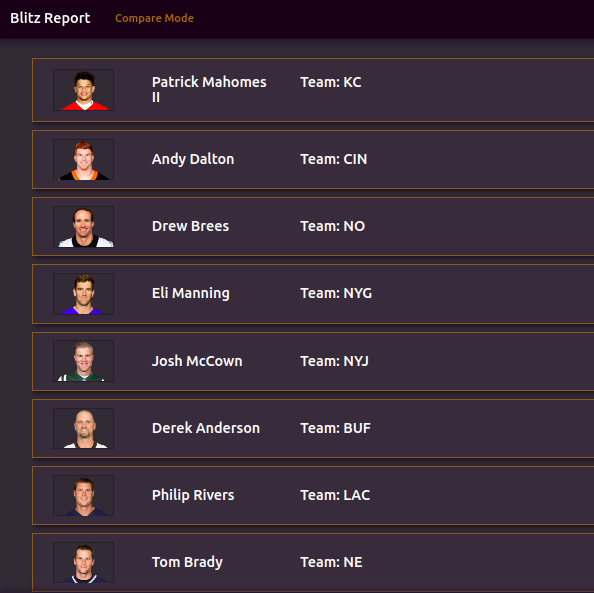 Blitz Report Compare Mode
Patrick Mahomes II Team: KC
Andy Dalton Team: CIN
Drew Brees Team: NO
Eli Manning Team: NYG
Josh McCown Team: NYJ
Derek Anderson Team: BUF
Philip Rivers Team: LAC
Tom Brady Team: NE